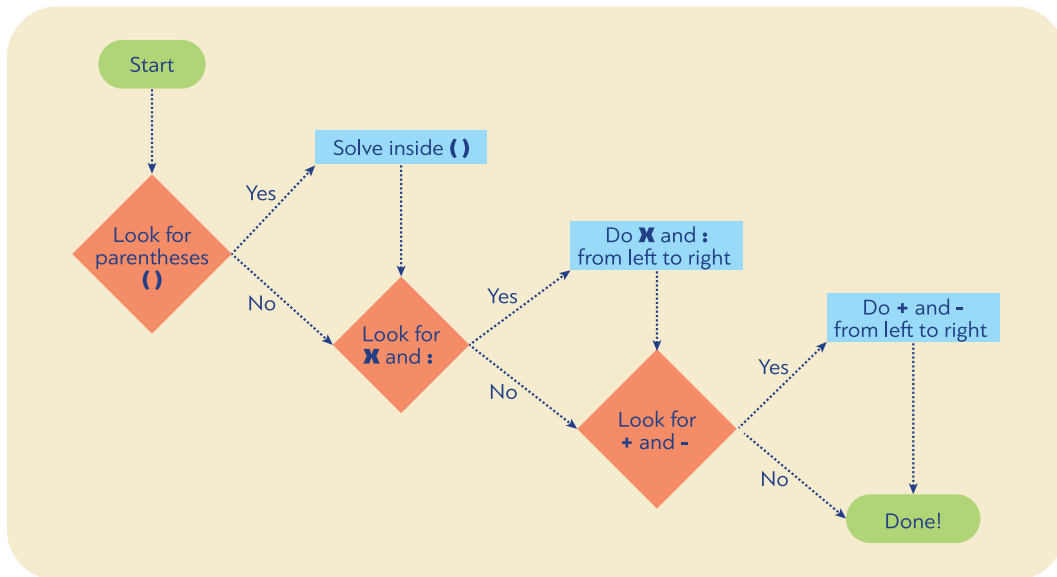 Start
Look for
parentheses
( )
Yes
Solve inside ( )
No
Look for
X and :
Yes
Do X and :
from left to right
No
Look for
+ and -
Yes
Do + and -
from left to right
No
Done!